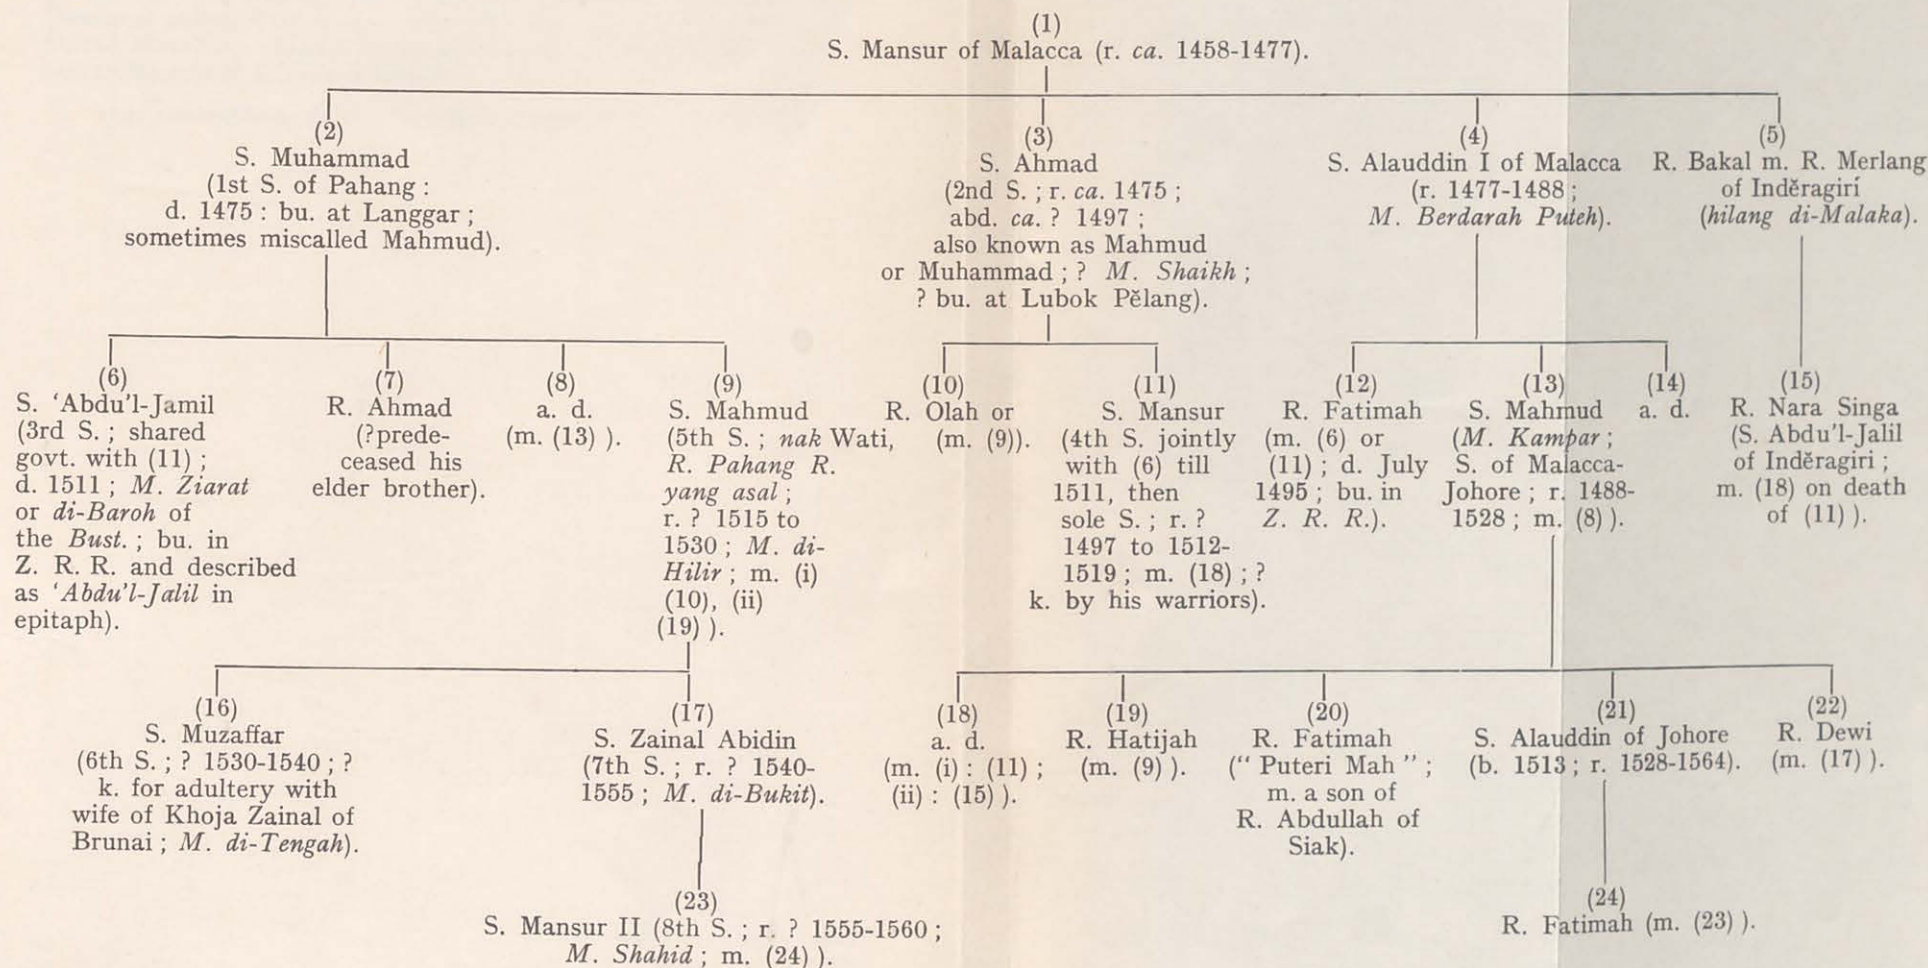 (1)
S. Mansur of Malacca (r. ca. 1458-1477).
(2)
S. Muhammad
(1st S. of Pahang :
d. 1475 : bu. at Langgar ;
sometimes miscalled Mahmud).
(3)
S. Ahmad
(2nd S. ; r. ca. 1475 ;
abd. ca. ? 1497 ;
also known as Mahmud
or Muhammad ; ? M. Shaikh ;
? bu. at Lubok Pĕlang).
(4)
S. Alauddin I of Malacca
(r. 1477-1488 ;
M. Berdarah Puteh).
(5)
R. Bakal m. R. Merlang
of Indĕragiri
(hilang di-Malaka).
(6)
S. ‘Abdu'l-Jamil
(3rd S. ; shared
govt. with (11) ;
d. 1511 ; M. Ziarat
or di-Baroh of
the Bust. ; bu. in
Z. R. R. and described
as ‘Abdu'l-Jalil in
epitaph).
(7)
R. Ahmad
(?prede-
ceased his
elder brother).
(8)
a. d.
(m. (13) ).
(9)
S. Mahmud
(5th S. ; nak Wati,
R. Pahang R.
yang asal ;
r. ? 1515 to
1530 ; M. di-
Hilir ; m. (i)
(10), (ii)
(19) ).
(10)
R. Olah or
(m. (9)).
(11)
S. Mansur
(4th S. jointly
with (6) till
1511, then
sole S. ; r. ?
1497 to 1512-
1519 ; m. (18) ; ?
k. by his warriors).
(12)
R. Fatimah
(m. (6) or
(11) ; d. July
1495 ; bu. in
Z. R. R.).
(13)
S. Mahmud
(M. Kampar ;
S. of Malacca-
Johore ; r. 1488-
1528 ; m. (8) ).
(14)
a. d.
(15)
R. Nara Singa
(S. Abdu'l-Jalil
of Indĕragiri ;
m. (18) on death
of (11) ).
(16)
S. Muzaffar
(6th S. ; ? 1530-1540 ; ?
k. for adultery with
wife of Khoja Zainal of
Brunai ; M. di-Tengah).
(17)
S. Zainal Abidin
(7th S. ; r. ? 1540-
1555 ; M. di-Bukit).
(18)
a. d.
(m. (i) : (11) ;
(ii) : (15) ).
(19)
R. Hatijah
(m. (9) ).
(20)
R. Fatimah
(“ Puteri Mah ” ;
m. a son of
R. Abdullah of
Siak).
(21)
S. Alauddin of Johore
(b. 1513 ; r. 1528-1564).
(22)
R. Dewi
(m. (17) ).
(23)
S. Mansur II (8th S. ; r. ? 1555-1560 ;
M. Shahid ; m. (24) ).
(24)
R. Fatimah (m. (23) ).